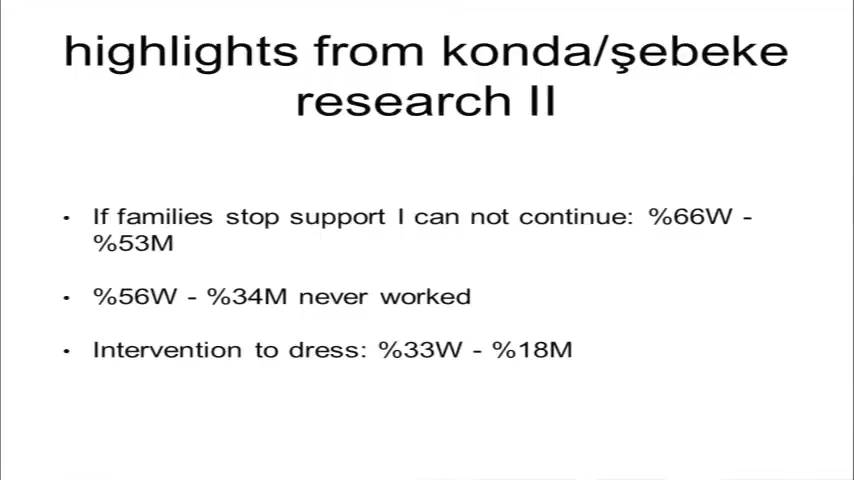 highlights from konda/şebeke
research II
• If families stop support I can not continue: %66W -
%53M
• %56W - %34M never worked
• Intervention to dress: %33W - %18M